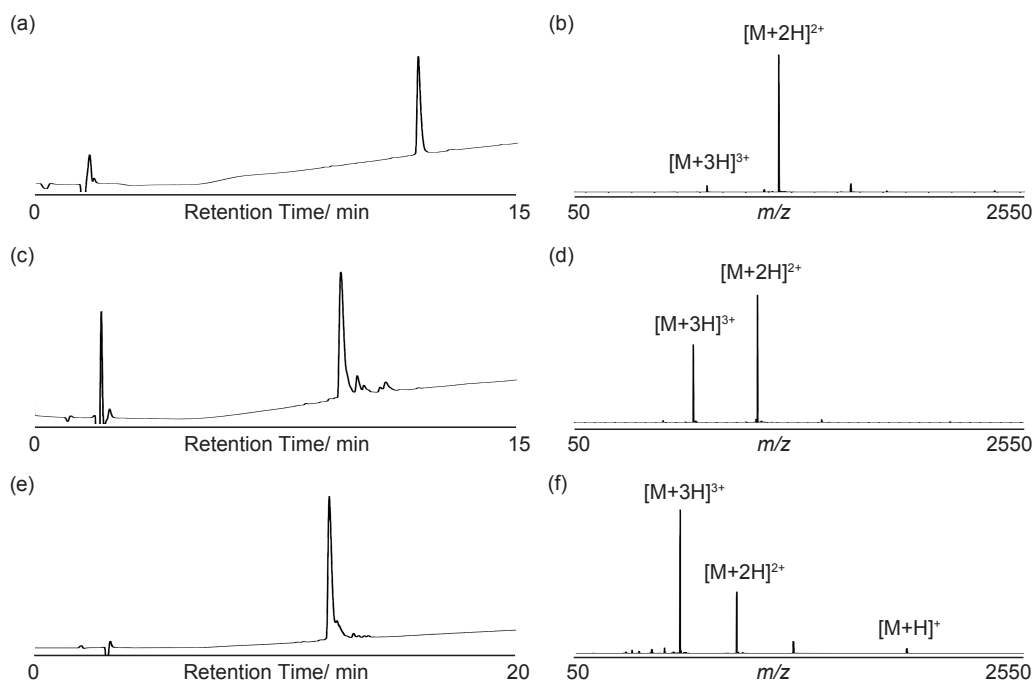 (a)
0 Retention Time/ min 15
(b)
[M+2H]²⁺
[M+3H]³⁺
50 m/z 2550
(c)
0 Retention Time/ min 15
(d)
[M+2H]²⁺
[M+3H]³⁺
50 m/z 2550
(e)
0 Retention Time/ min 20
(f)
[M+3H]³⁺
[M+2H]²⁺
[M+H]⁺
50 m/z 2550